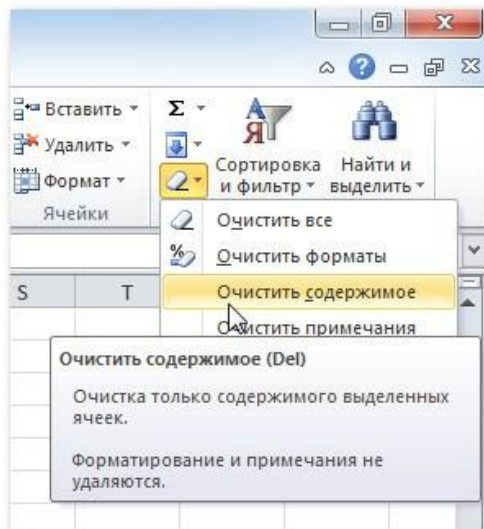 Вставить
Удалить
Формат
Ячейки
Σ
Сортировка
и фильтр
Найти и
выделить
Очистить все
Очистить форматы
Очистить содержимое
Очистить примечания
S T
Очистить содержимое (Del)
Очистка только содержимого выделенных
ячеек.
Форматирование и примечания не
удаляются.